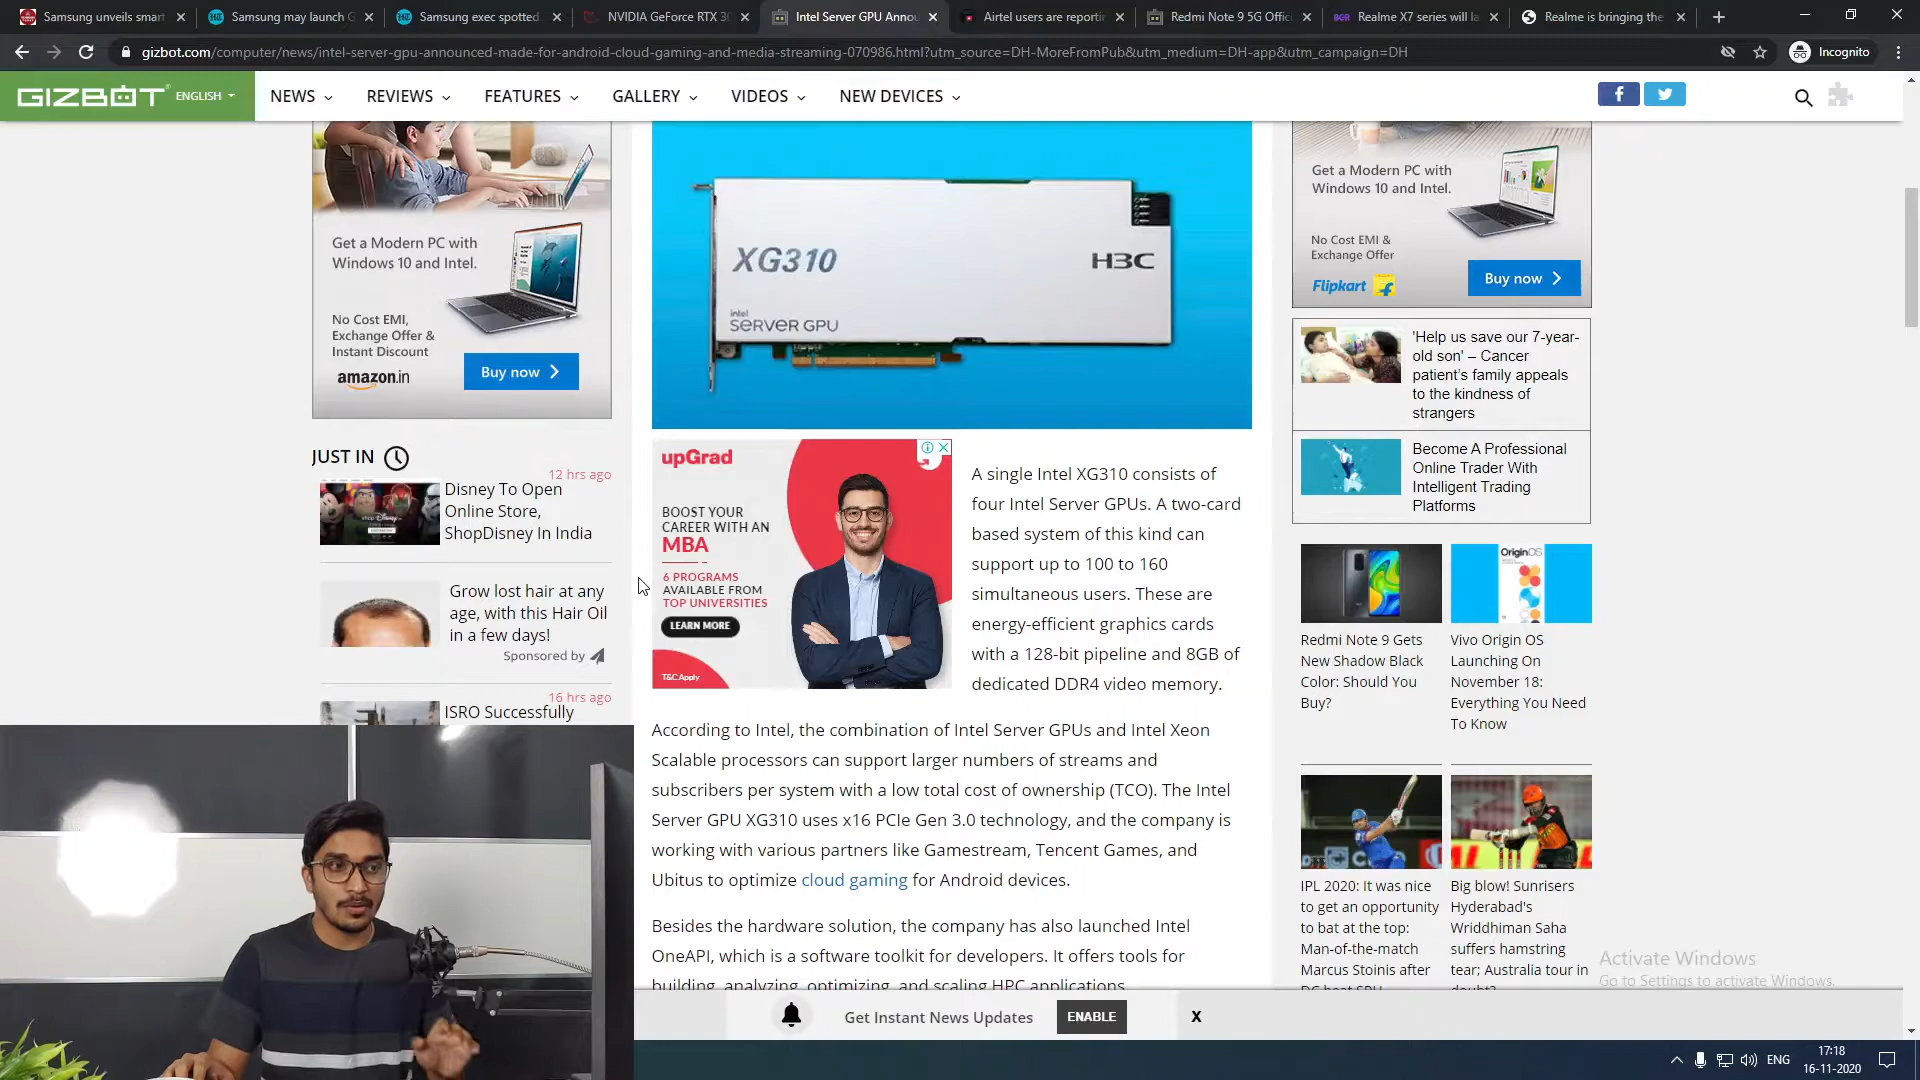 Samsung unveils smart
Samsung may launch G
Samsung exec spotted
NVIDIA GeForce RTX 30
Intel Server GPU Annou
Airtel users are reportin
Redmi Note 9 5G Offic
BGR
Realme X7 series will la
Realme is bringing the
gizbot.com/computer/news/intel-server-gpu-announced-made-for-android-cloud-gaming-and-media-streaming-070986.html?utm_source=DH-MoreFromPub&utm_medium=DH-app&utm_campaign=DH
Incognito
GIZBOT
ENGLISH
NEWS
REVIEWS
FEATURES
GALLERY
VIDEOS
NEW DEVICES
Get a Modern PC with
Windows 10 and Intel.
No Cost EMI,
Exchange Offer &
Instant Discount
amazon.in
Buy now
JUST IN
12 hrs ago
Disney To Open
Online Store,
ShopDisney In India
Grow lost hair at any
age, with this Hair Oil
in a few days!
Sponsored by
16 hrs ago
ISRO Successfully
XG310
H3C
intel
SERVER GPU
upGrad
BOOST YOUR
CAREER WITH AN
MBA
6 PROGRAMS
AVAILABLE FROM
TOP UNIVERSITIES
LEARN MORE
T&C Apply
A single Intel XG310 consists of
four Intel Server GPUs. A two-card
based system of this kind can
support up to 100 to 160
simultaneous users. These are
energy-efficient graphics cards
with a 128-bit pipeline and 8GB of
dedicated DDR4 video memory.
According to Intel, the combination of Intel Server GPUs and Intel Xeon
Scalable processors can support larger numbers of streams and
subscribers per system with a low total cost of ownership (TCO). The Intel
Server GPU XG310 uses x16 PCIe Gen 3.0 technology, and the company is
working with various partners like Gamestream, Tencent Games, and
Ubitus to optimize cloud gaming for Android devices.
Besides the hardware solution, the company has also launched Intel
OneAPI, which is a software toolkit for developers. It offers tools for
building, analyzing, optimizing, and scaling HPC applications
Get a Modern PC with
Windows 10 and Intel.
No Cost EMI &
Exchange Offer
Flipkart
Buy now
'Help us save our 7-year-
old son' – Cancer
patient's family appeals
to the kindness of
strangers
Become A Professional
Online Trader With
Intelligent Trading
Platforms
OriginOS
Redmi Note 9 Gets
New Shadow Black
Color: Should You
Buy?
Vivo Origin OS
Launching On
November 18:
Everything You Need
To Know
IPL 2020: It was nice
to get an opportunity
to bat at the top:
Man-of-the-match
Marcus Stoinis after
Big blow! Sunrisers
Hyderabad's
Wriddhiman Saha
suffers hamstring
tear; Australia tour in
Activate Windows
Go to Settings to activate Windows.
Get Instant News Updates
ENABLE
X
ENG
17:18
16-11-2020